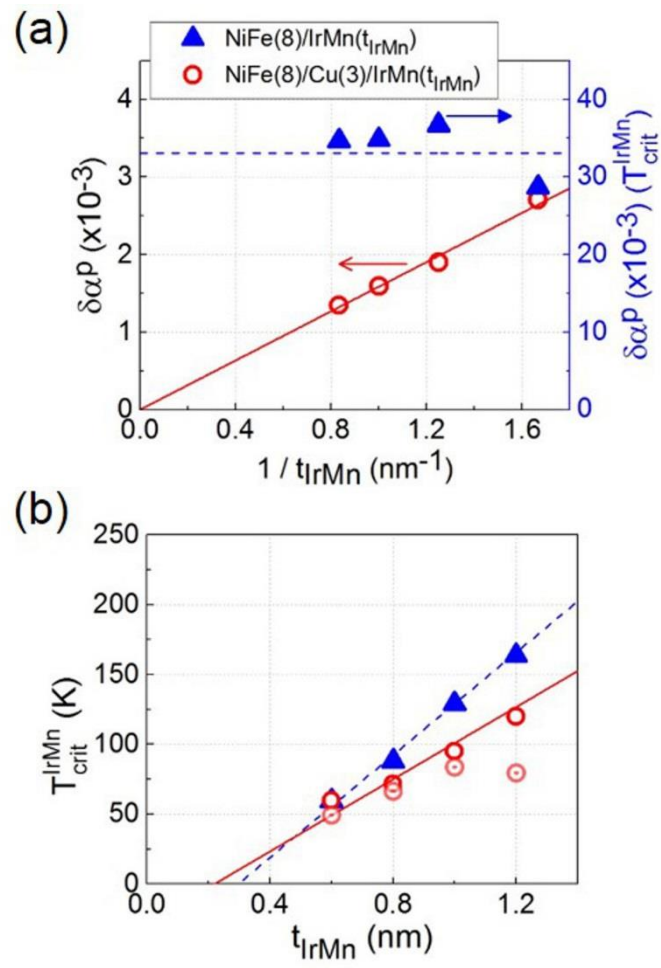 (a)
NiFe(8)/IrMn(tIrMn)
NiFe(8)/Cu(3)/IrMn(tIrMn)
4
3
2
1
0
δαp (x10-3)
40
30
20
10
0
δαp (x10-3) (TcritIrMn)
0.0 0.4 0.8 1.2 1.6
1 / tIrMn (nm-1)
(b)
250
200
150
100
50
0
TcritIrMn (K)
0.0 0.4 0.8 1.2
tIrMn (nm)